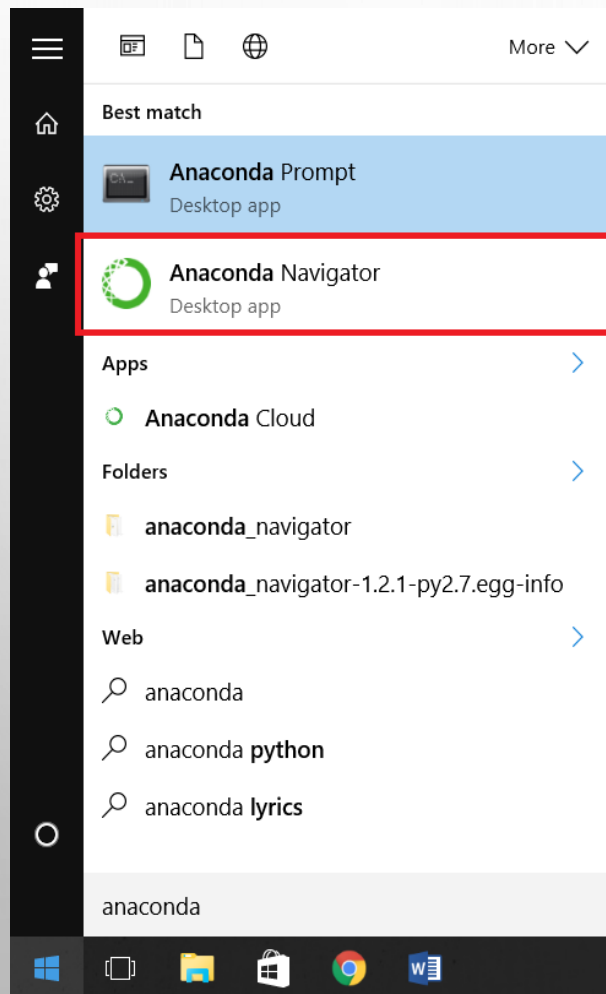 More
Best match
Anaconda Prompt
Desktop app
Anaconda Navigator
Desktop app
Apps
Anaconda Cloud
Folders
anaconda_navigator
anaconda_navigator-1.2.1-py2.7.egg-info
Web
anaconda
anaconda python
anaconda lyrics
anaconda